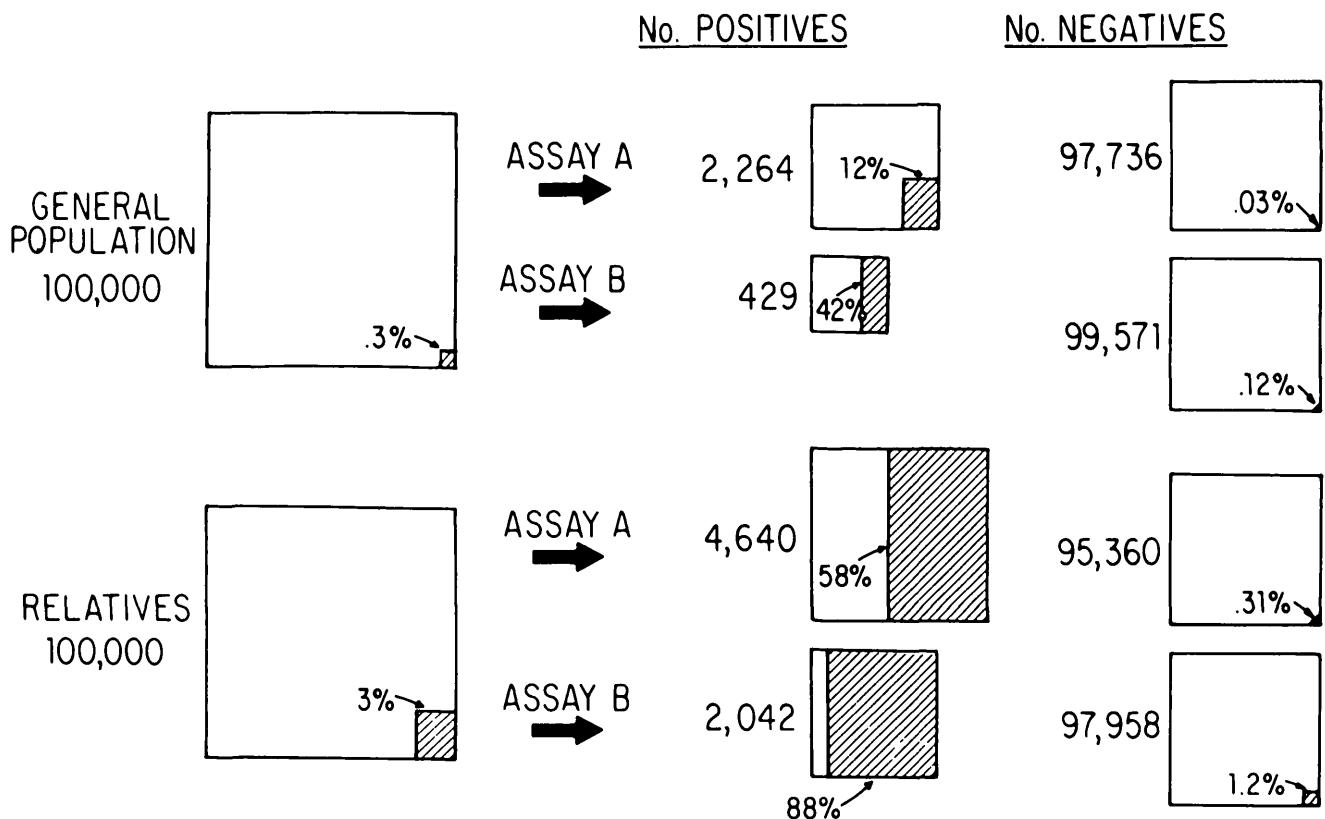 No. POSITIVES
No. NEGATIVES
GENERAL
POPULATION
100,000
.3%
ASSAY A
2,264
12%
97,736
.03%
ASSAY B
429
42%
99,571
.12%
RELATIVES
100,000
3%
ASSAY A
4,640
58%
95,360
.31%
ASSAY B
2,042
88%
97,958
1.2%